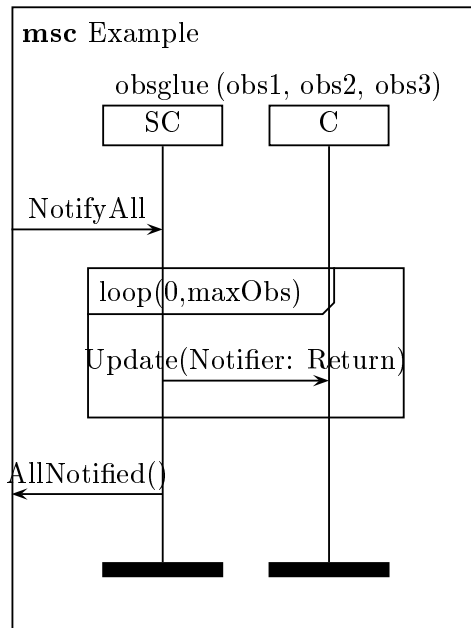 msc Example
obsglue (obs1, obs2, obs3)
SC
C
NotifyAll
loop(0,maxObs)
Update(Notifier: Return)
AllNotified()